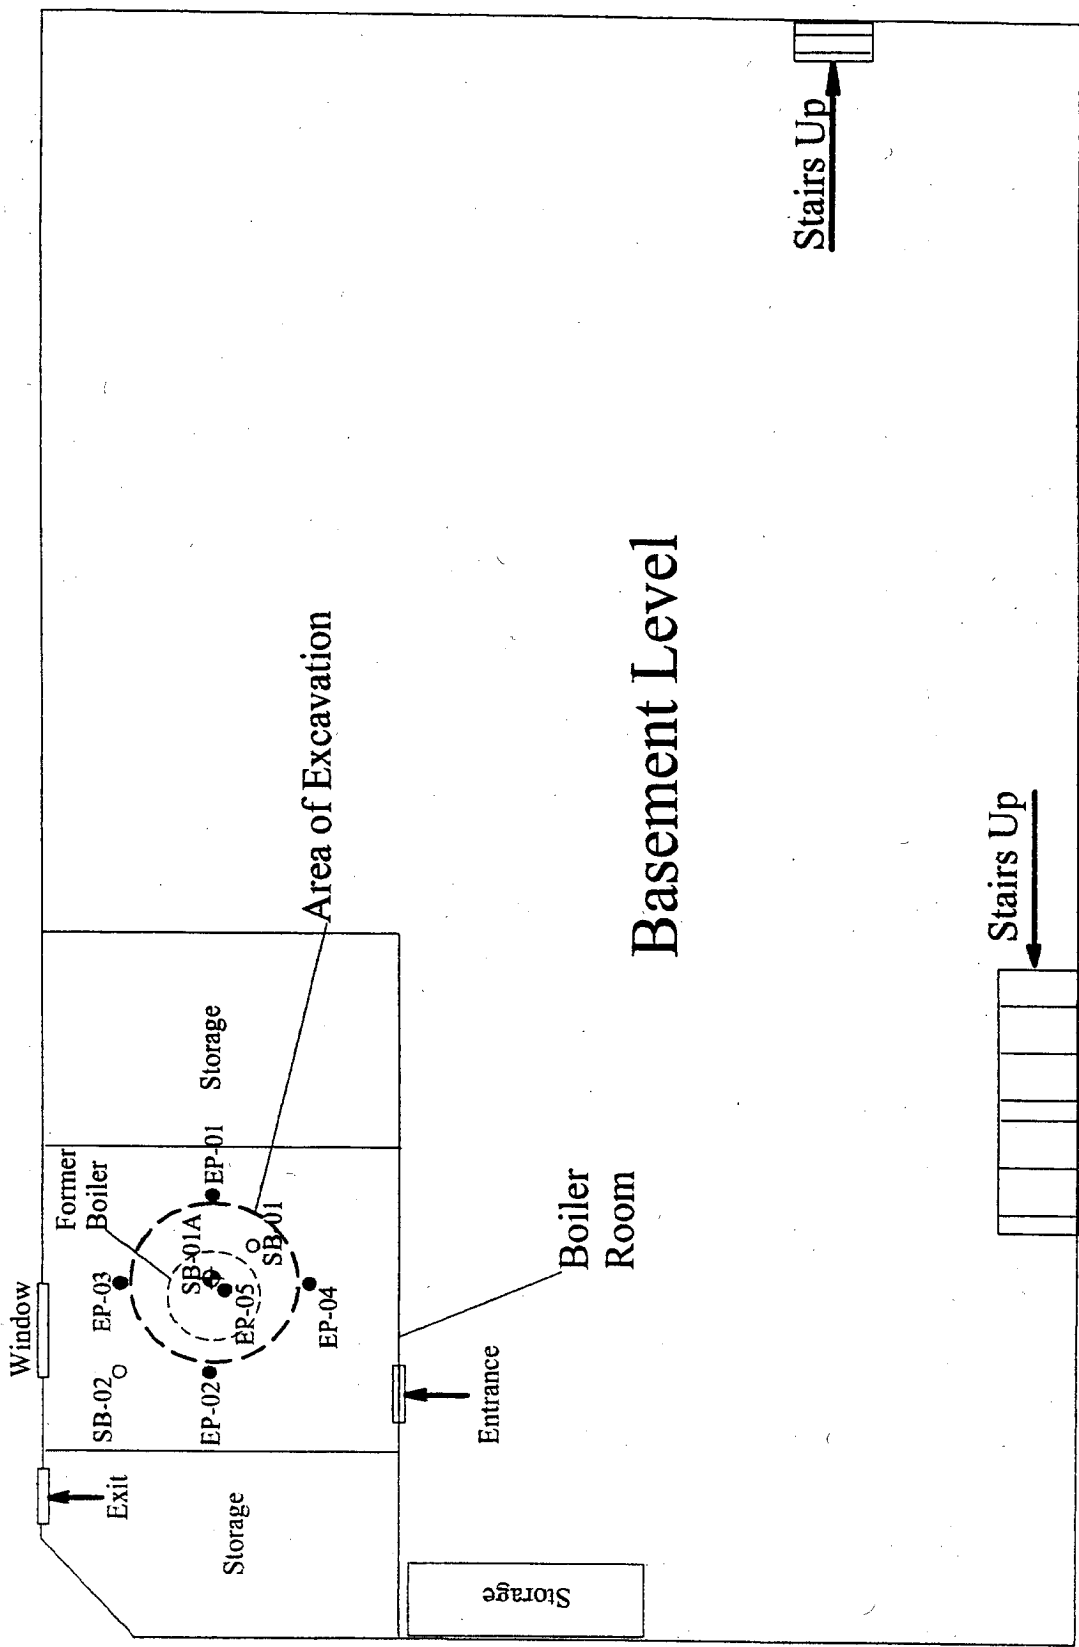 Window
Former
Boiler
EP-03
SB-02
SB-01A
EP-01
EP-02
EP-05
SB-01
EP-04
Storage
Exit
Storage
Area of Excavation
Entrance
Boiler
Room
Storage
Basement Level
Stairs Up
Stairs Up